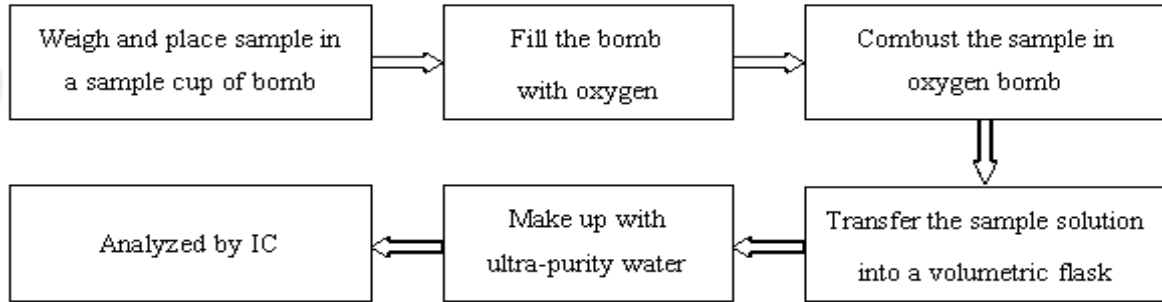 Weigh and place sample in
a sample cup of bomb
Fill the bomb
with oxygen
Combust the sample in
oxygen bomb
Transfer the sample solution
into a volumetric flask
Make up with
ultra-purity water
Analyzed by IC